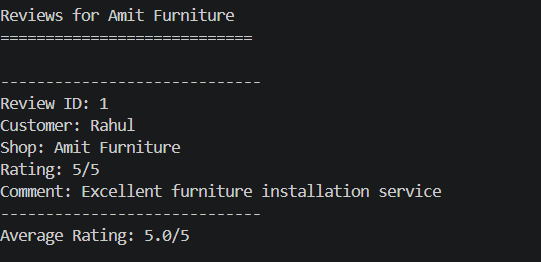 Reviews for Amit Furniture
============================
-----------------------------
Review ID: 1
Customer: Rahul
Shop: Amit Furniture
Rating: 5/5
Comment: Excellent furniture installation service
-----------------------------
Average Rating: 5.0/5